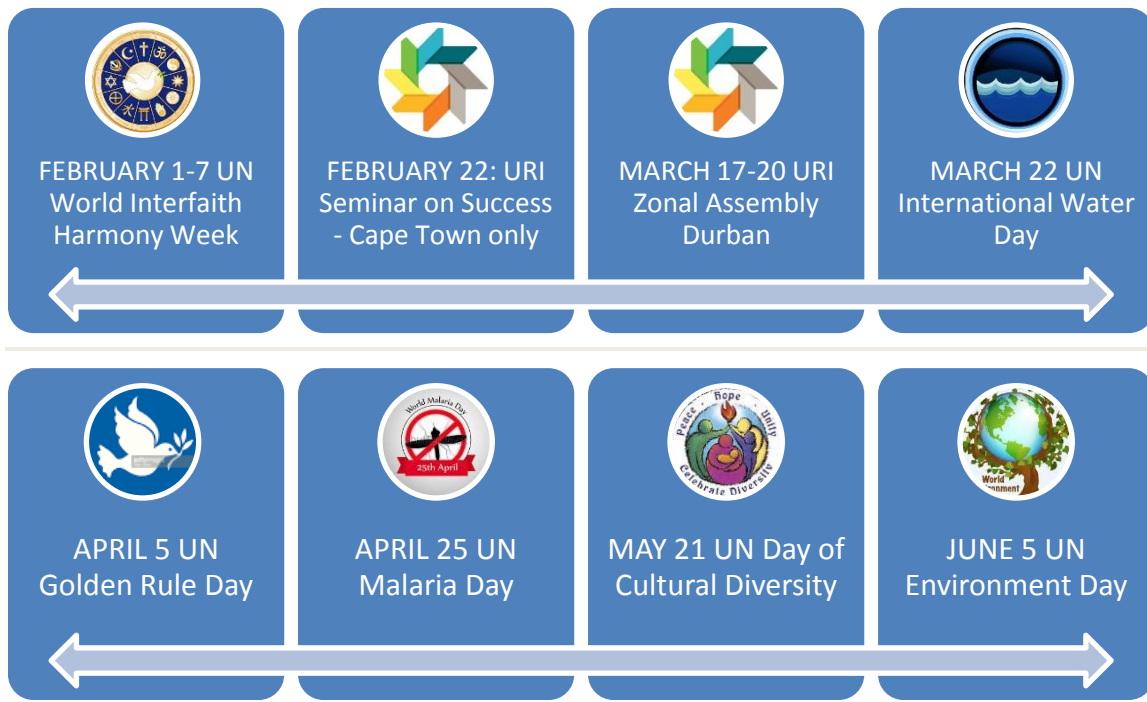 FEBRUARY 1-7 UN
World Interfaith
Harmony Week
FEBRUARY 22: URI
Seminar on Success
- Cape Town only
MARCH 17-20 URI
Zonal Assembly
Durban
MARCH 22 UN
International Water
Day
APRIL 5 UN
Golden Rule Day
World Malaria Day
25th April
APRIL 25 UN
Malaria Day
Peace · Hope · Unity
Celebrate Diversity
MAY 21 UN Day of
Cultural Diversity
World
ronment
JUNE 5 UN
Environment Day